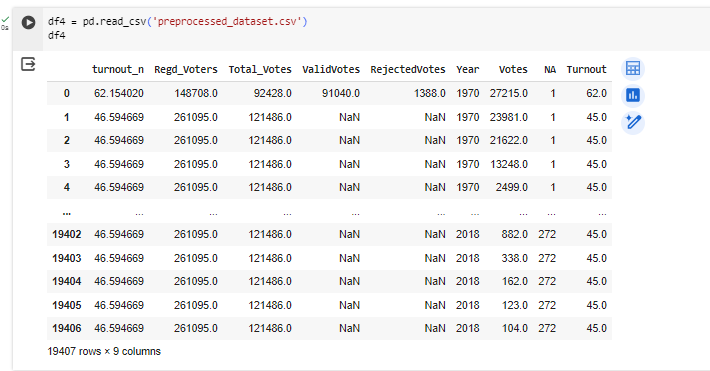 df4 = pd.read_csv('preprocessed_dataset.csv')
df4
0s
turnout_n Regd_Voters Total_Votes ValidVotes RejectedVotes Year Votes NA Turnout
0 62.154020 148708.0 92428.0 91040.0 1388.0 1970 27215.0 1 62.0
1 46.594669 261095.0 121486.0 NaN NaN 1970 23981.0 1 45.0
2 46.594669 261095.0 121486.0 NaN NaN 1970 21622.0 1 45.0
3 46.594669 261095.0 121486.0 NaN NaN 1970 13248.0 1 45.0
4 46.594669 261095.0 121486.0 NaN NaN 1970 2499.0 1 45.0
... ... ... ... ... ... ... ... ... ...
19402 46.594669 261095.0 121486.0 NaN NaN 2018 882.0 272 45.0
19403 46.594669 261095.0 121486.0 NaN NaN 2018 338.0 272 45.0
19404 46.594669 261095.0 121486.0 NaN NaN 2018 162.0 272 45.0
19405 46.594669 261095.0 121486.0 NaN NaN 2018 123.0 272 45.0
19406 46.594669 261095.0 121486.0 NaN NaN 2018 104.0 272 45.0
19407 rows × 9 columns